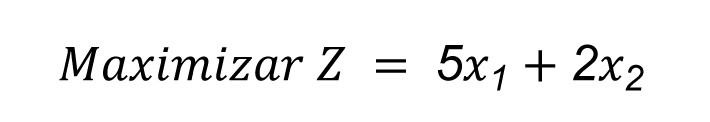 Maximizar Z = 5x₁ + 2x₂